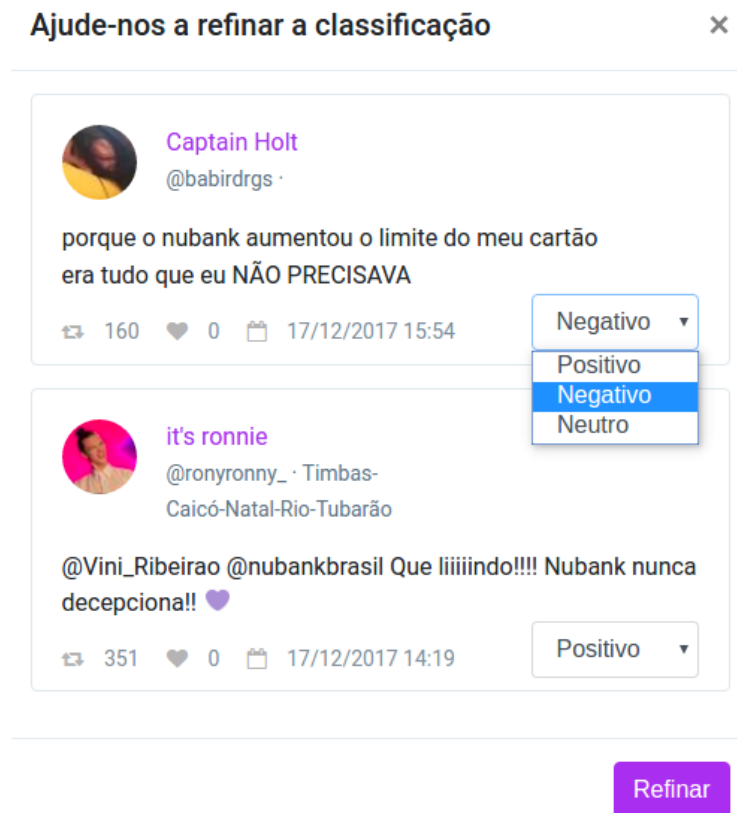 Ajude-nos a refinar a classificação ×
Captain Holt
@babirdrgs ·
porque o nubank aumentou o limite do meu cartão
era tudo que eu NÃO PRECISAVA
160 0 17/12/2017 15:54
Negativo ▼
Positivo
Negativo
Neutro
it's ronnie
@ronyronny_ · Timbas-
Caicó-Natal-Rio-Tubarão
@Vini_Ribeirao @nubankbrasil Que liiiiindo!!!! Nubank nunca
decepciona!! 💜
351 0 17/12/2017 14:19
Positivo ▼
Refinar